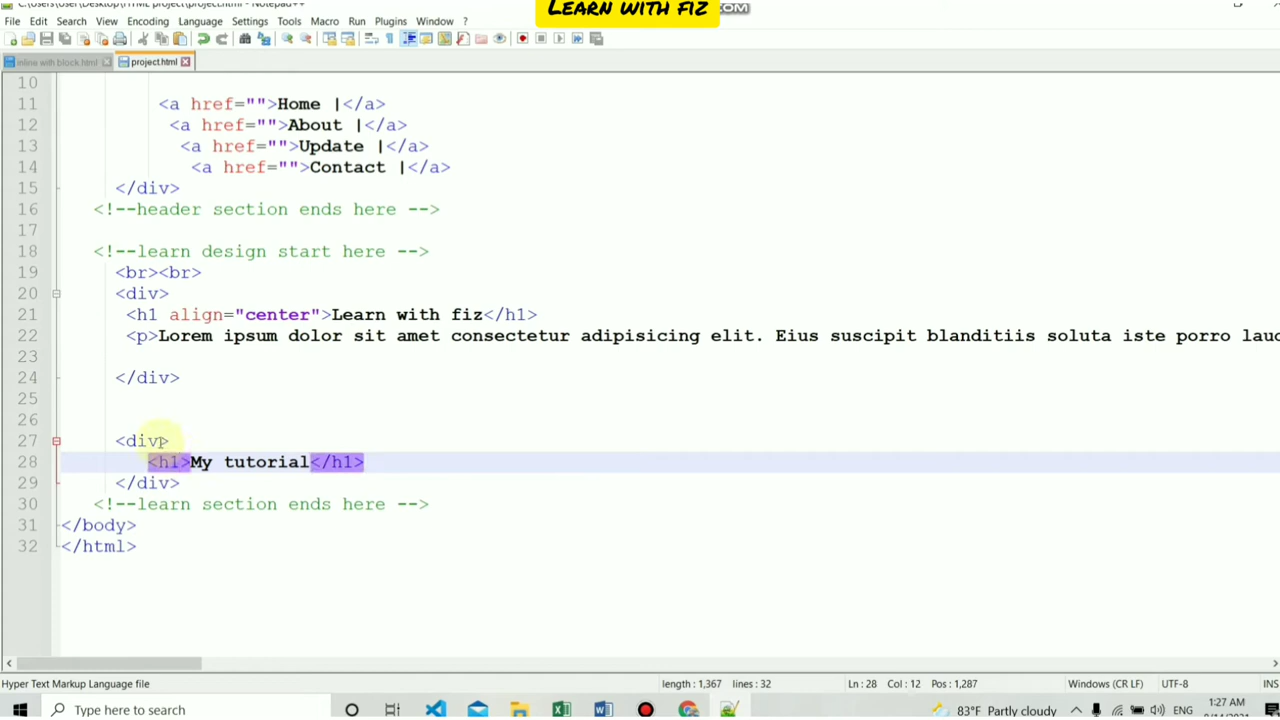 Learn with fiz
.COM
File Edit Search View Encoding Language Settings Tools Macro Run Plugins Window ?
inline with block.html project.html
10
11 <a href="">Home |</a>
12 <a href="">About |</a>
13 <a href="">Update |</a>
14 <a href="">Contact |</a>
15 </div>
16 <!--header section ends here -->
17
18 <!--learn design start here -->
19 <br><br>
20 <div>
21 <h1 align="center">Learn with fiz</h1>
22 <p>Lorem ipsum dolor sit amet consectetur adipisicing elit. Eius suscipit blanditiis soluta iste porro laud
23
24 </div>
25
26
27 <div>
28 <h1>My tutorial</h1>
29 </div>
30 <!--learn section ends here -->
31 </body>
32 </html>
Hyper Text Markup Language file length : 1,367 lines : 32 Ln : 28 Col : 12 Pos : 1,287 Windows (CR LF) UTF-8 INS
Type here to search 83°F Partly cloudy ENG 1:27 AM